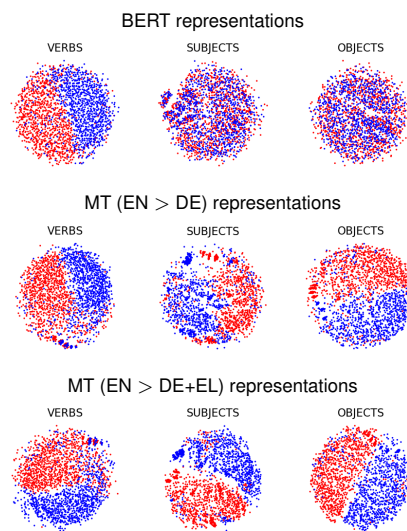 BERT representations
VERBS SUBJECTS OBJECTS
MT (EN > DE) representations
VERBS SUBJECTS OBJECTS
MT (EN > DE+EL) representations
VERBS SUBJECTS OBJECTS